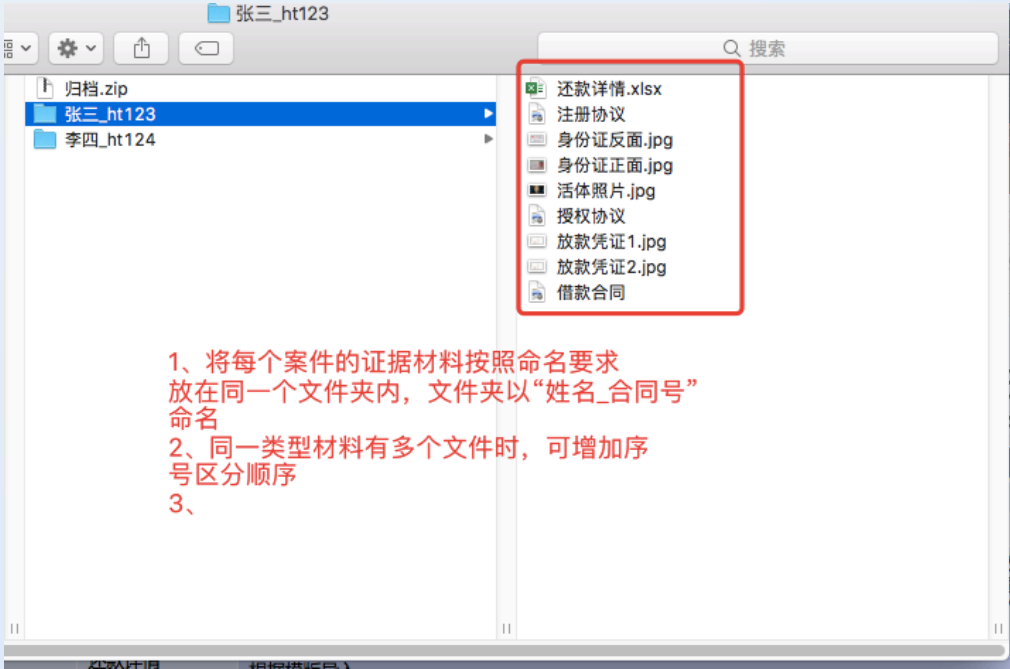 张三_ht123
搜索
归档.zip
张三_ht123
李四_ht124
还款详情.xlsx
注册协议
身份证反面.jpg
身份证正面.jpg
活体照片.jpg
授权协议
放款凭证1.jpg
放款凭证2.jpg
借款合同
1、将每个案件的证据材料按照命名要求
放在同一个文件夹内，文件夹以“姓名_合同号”
命名
2、同一类型材料有多个文件时，可增加序
号区分顺序
3、